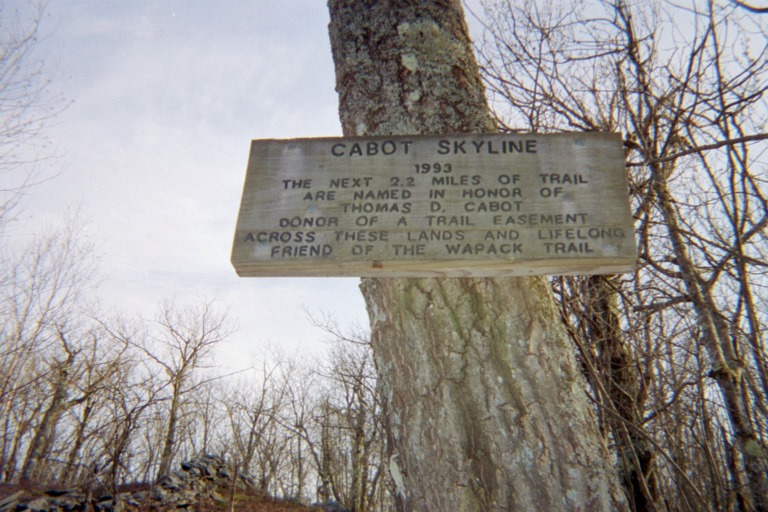 CABOT SKYLINE
1993
THE NEXT 2.2 MILES OF TRAIL
ARE NAMED IN HONOR OF
THOMAS D. CABOT
DONOR OF A TRAIL EASEMENT
ACROSS THESE LANDS AND LIFELONG
FRIEND OF THE WAPACK TRAIL